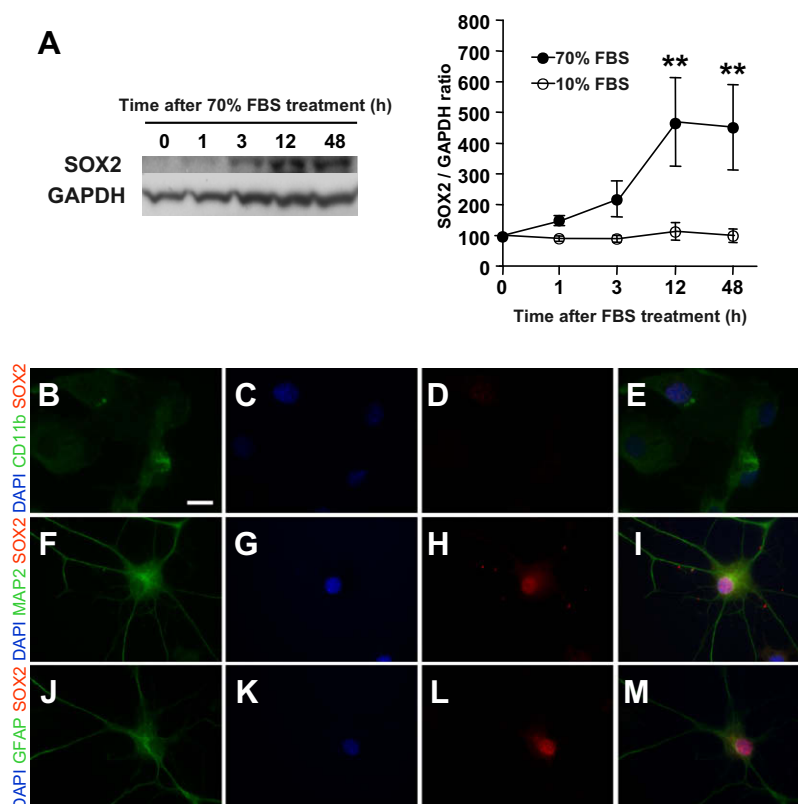 A
Time after 70% FBS treatment (h)
0 1 3 12 48
SOX2
GAPDH
SOX2 / GAPDH ratio
800
700
600
500
400
300
200
100
0
70% FBS
10% FBS
**
**
0 1 3 12 48
Time after FBS treatment (h)
DAPI CD11b SOX2
B C D E
DAPI MAP2 SOX2
F G H I
DAPI GFAP SOX2
J K L M